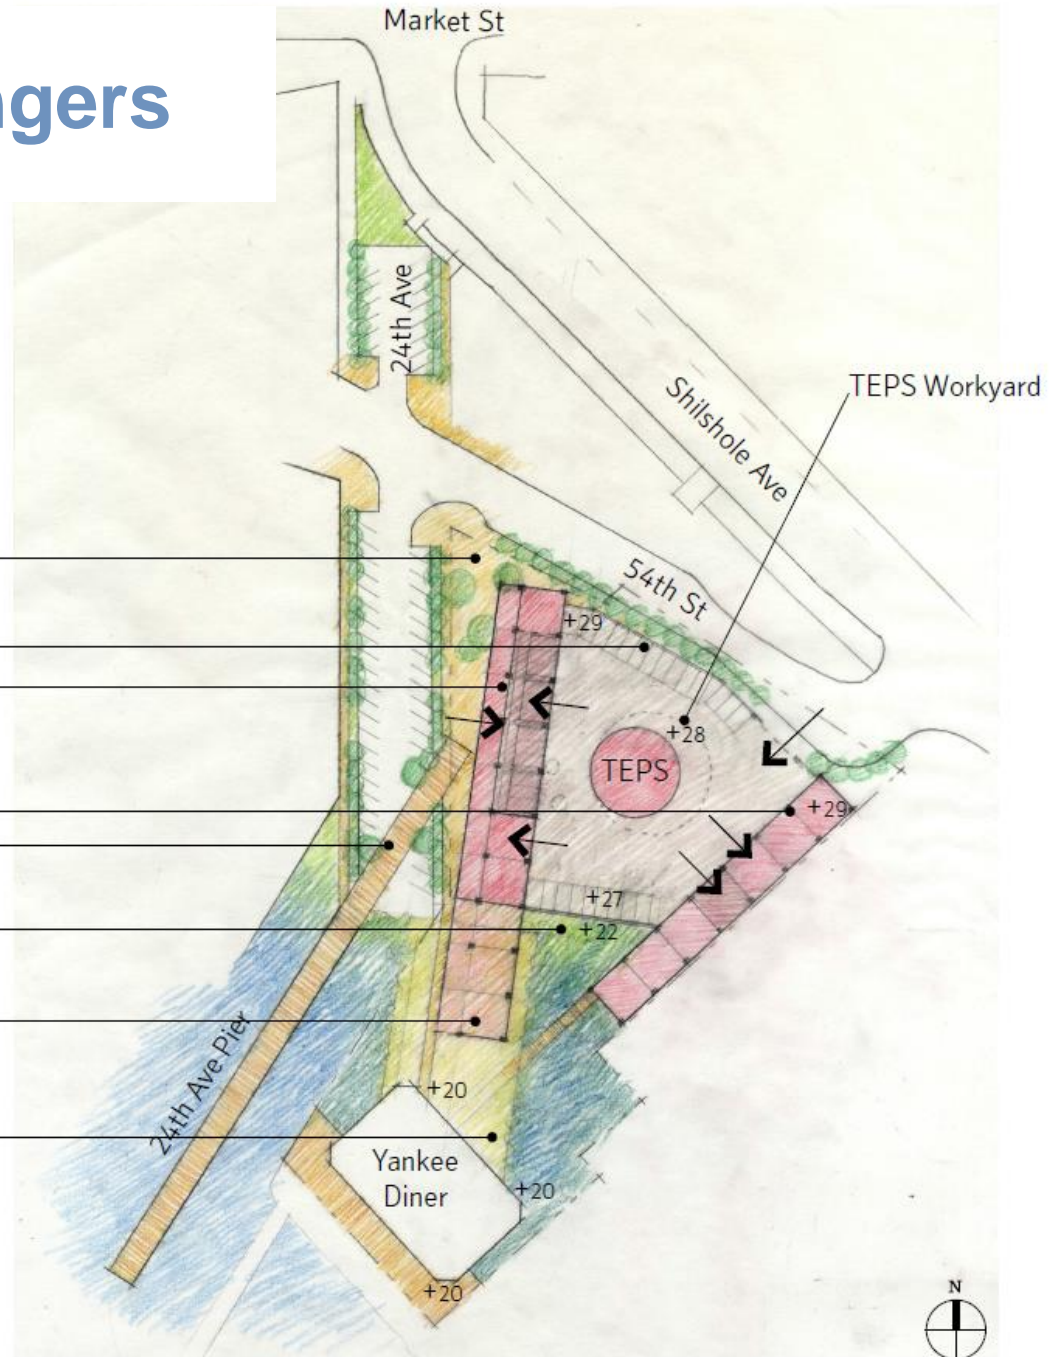 Market St
ngers
24th Ave
TEPS Workyard
Shilshole Ave
54th St
+29
+28
TEPS
+29
+27
+22
24th Ave Pier
+20
Yankee
Diner
+20
+20
N